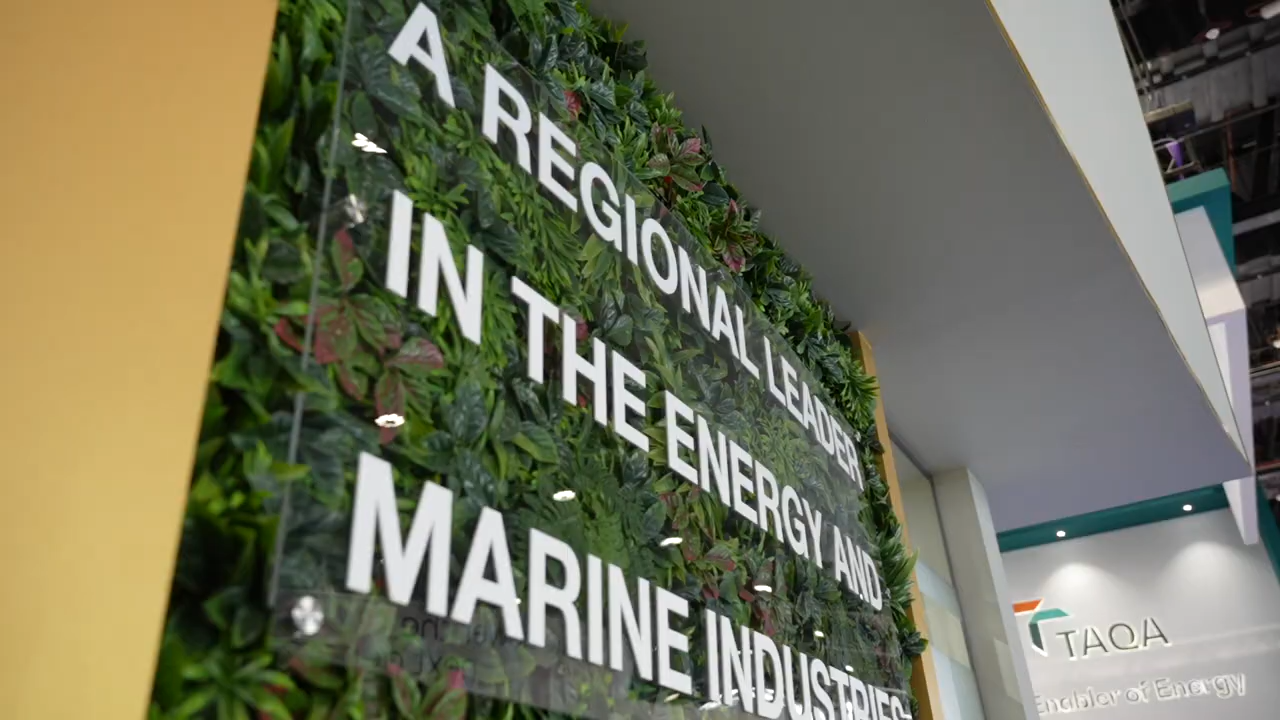 A REGIONAL LEADER
IN THE ENERGY AND
MARINE INDUSTRIES
TAQA
Enabler of Energy